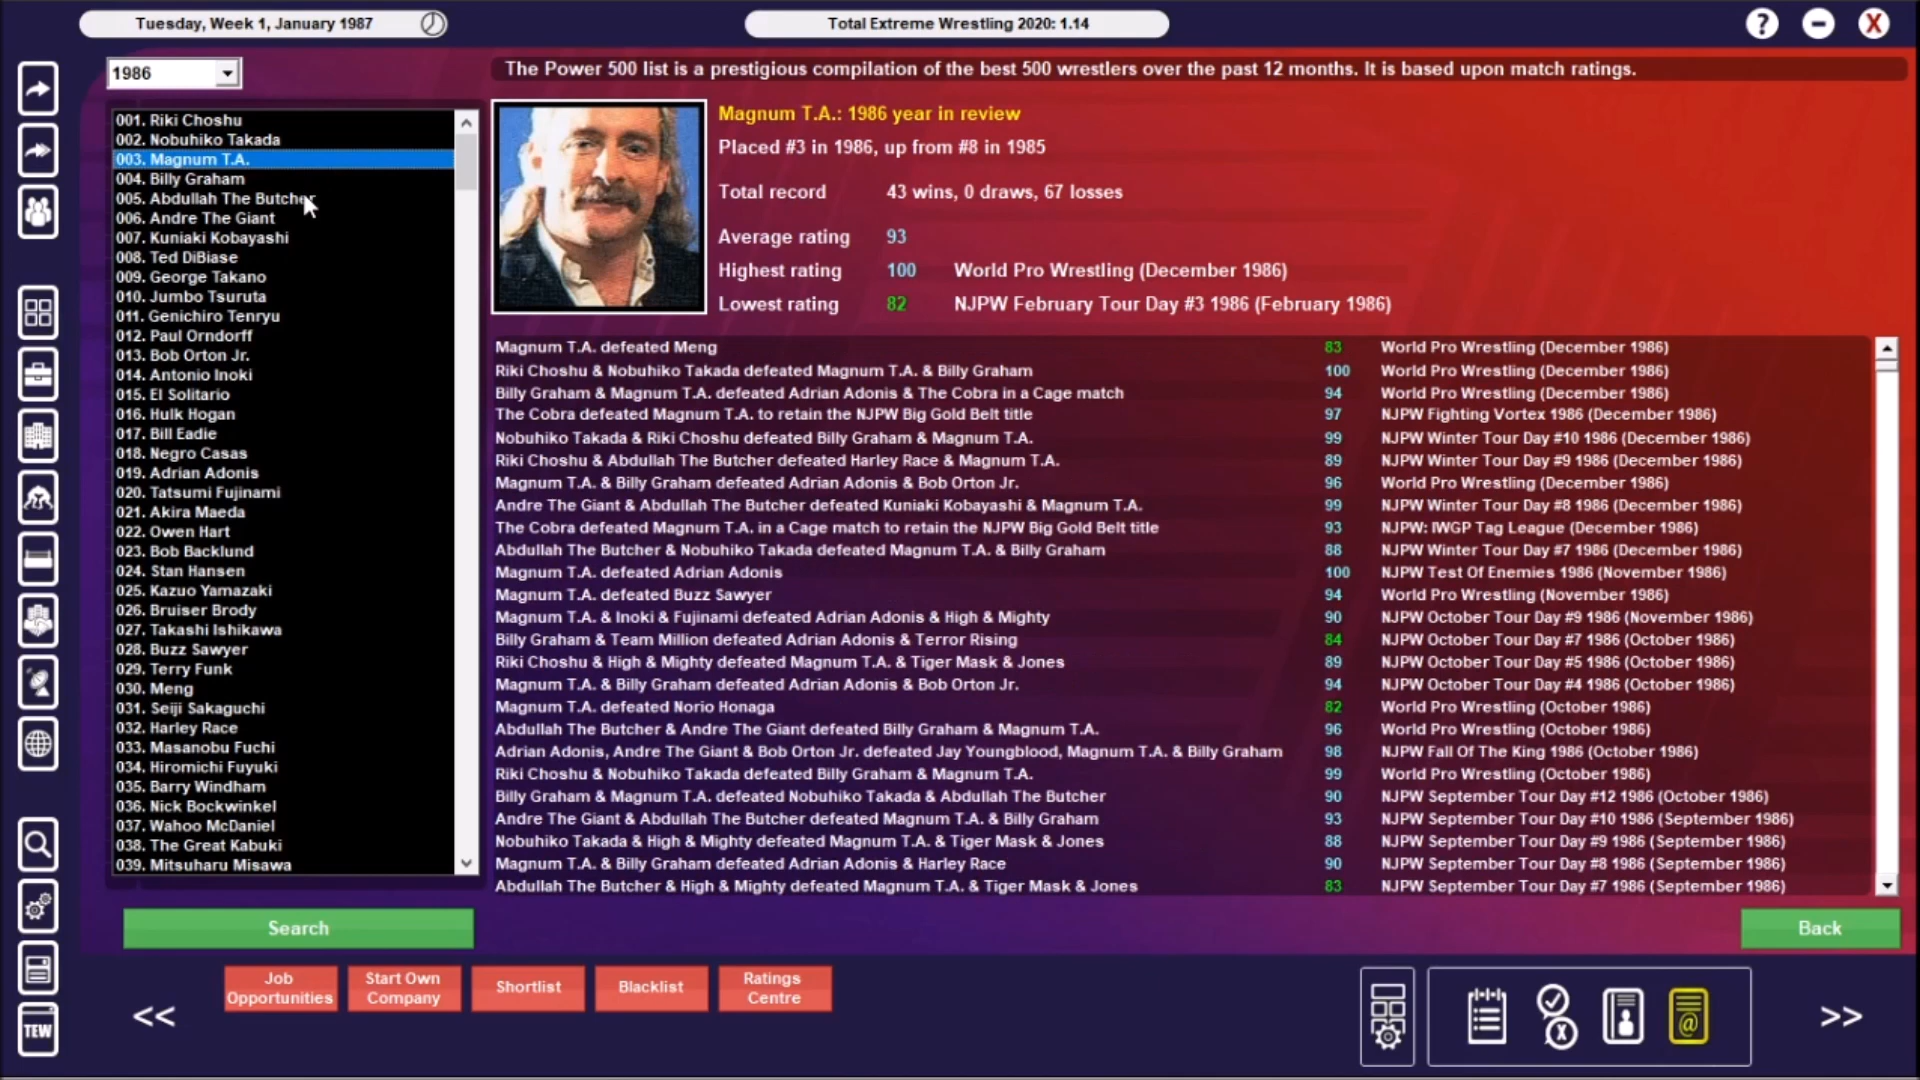 Tuesday, Week 1, January 1987
Total Extreme Wrestling 2020: 1.14
?
X
1986
The Power 500 list is a prestigious compilation of the best 500 wrestlers over the past 12 months. It is based upon match ratings.
001. Riki Choshu
002. Nobuhiko Takada
003. Magnum T.A.
004. Billy Graham
005. Abdullah The Butcher
006. Andre The Giant
007. Kuniaki Kobayashi
008. Ted DiBiase
009. George Takano
010. Jumbo Tsuruta
011. Genichiro Tenryu
012. Paul Orndorff
013. Bob Orton Jr.
014. Antonio Inoki
015. El Solitario
016. Hulk Hogan
017. Bill Eadie
018. Negro Casas
019. Adrian Adonis
020. Tatsumi Fujinami
021. Akira Maeda
022. Owen Hart
023. Bob Backlund
024. Stan Hansen
025. Kazuo Yamazaki
026. Bruiser Brody
027. Takashi Ishikawa
028. Buzz Sawyer
029. Terry Funk
030. Meng
031. Seiji Sakaguchi
032. Harley Race
033. Masanobu Fuchi
034. Hiromichi Fuyuki
035. Barry Windham
036. Nick Bockwinkel
037. Wahoo McDaniel
038. The Great Kabuki
039. Mitsuharu Misawa
Magnum T.A.: 1986 year in review
Placed #3 in 1986, up from #8 in 1985
Total record 43 wins, 0 draws, 67 losses
Average rating 93
Highest rating 100 World Pro Wrestling (December 1986)
Lowest rating 82 NJPW February Tour Day #3 1986 (February 1986)
Magnum T.A. defeated Meng 83 World Pro Wrestling (December 1986)
Riki Choshu & Nobuhiko Takada defeated Magnum T.A. & Billy Graham 100 World Pro Wrestling (December 1986)
Billy Graham & Magnum T.A. defeated Adrian Adonis & The Cobra in a Cage match 94 World Pro Wrestling (December 1986)
The Cobra defeated Magnum T.A. to retain the NJPW Big Gold Belt title 97 NJPW Fighting Vortex 1986 (December 1986)
Nobuhiko Takada & Riki Choshu defeated Billy Graham & Magnum T.A. 99 NJPW Winter Tour Day #10 1986 (December 1986)
Riki Choshu & Abdullah The Butcher defeated Harley Race & Magnum T.A. 89 NJPW Winter Tour Day #9 1986 (December 1986)
Magnum T.A. & Billy Graham defeated Adrian Adonis & Bob Orton Jr. 96 World Pro Wrestling (December 1986)
Andre The Giant & Abdullah The Butcher defeated Kuniaki Kobayashi & Magnum T.A. 99 NJPW Winter Tour Day #8 1986 (December 1986)
The Cobra defeated Magnum T.A. in a Cage match to retain the NJPW Big Gold Belt title 93 NJPW: IWGP Tag League (December 1986)
Abdullah The Butcher & Nobuhiko Takada defeated Magnum T.A. & Billy Graham 88 NJPW Winter Tour Day #7 1986 (December 1986)
Magnum T.A. defeated Adrian Adonis 100 NJPW Test Of Enemies 1986 (November 1986)
Magnum T.A. defeated Buzz Sawyer 94 World Pro Wrestling (November 1986)
Magnum T.A. & Inoki & Fujinami defeated Adrian Adonis & High & Mighty 90 NJPW October Tour Day #9 1986 (November 1986)
Billy Graham & Team Million defeated Adrian Adonis & Terror Rising 84 NJPW October Tour Day #7 1986 (October 1986)
Riki Choshu & High & Mighty defeated Magnum T.A. & Tiger Mask & Jones 89 NJPW October Tour Day #5 1986 (October 1986)
Magnum T.A. & Billy Graham defeated Adrian Adonis & Bob Orton Jr. 94 NJPW October Tour Day #4 1986 (October 1986)
Magnum T.A. defeated Norio Honaga 82 World Pro Wrestling (October 1986)
Abdullah The Butcher & Andre The Giant defeated Billy Graham & Magnum T.A. 96 World Pro Wrestling (October 1986)
Adrian Adonis, Andre The Giant & Bob Orton Jr. defeated Jay Youngblood, Magnum T.A. & Billy Graham 98 NJPW Fall Of The King 1986 (October 1986)
Riki Choshu & Nobuhiko Takada defeated Billy Graham & Magnum T.A. 99 World Pro Wrestling (October 1986)
Billy Graham & Magnum T.A. defeated Nobuhiko Takada & Abdullah The Butcher 90 NJPW September Tour Day #12 1986 (October 1986)
Andre The Giant & Abdullah The Butcher defeated Magnum T.A. & Billy Graham 93 NJPW September Tour Day #10 1986 (September 1986)
Nobuhiko Takada & High & Mighty defeated Magnum T.A. & Tiger Mask & Jones 88 NJPW September Tour Day #9 1986 (September 1986)
Magnum T.A. & Billy Graham defeated Adrian Adonis & Harley Race 90 NJPW September Tour Day #8 1986 (September 1986)
Abdullah The Butcher & High & Mighty defeated Magnum T.A. & Tiger Mask & Jones 83 NJPW September Tour Day #7 1986 (September 1986)
Search
Back
<<
Job Opportunities
Start Own Company
Shortlist
Blacklist
Ratings Centre
>>
TEW
@
X